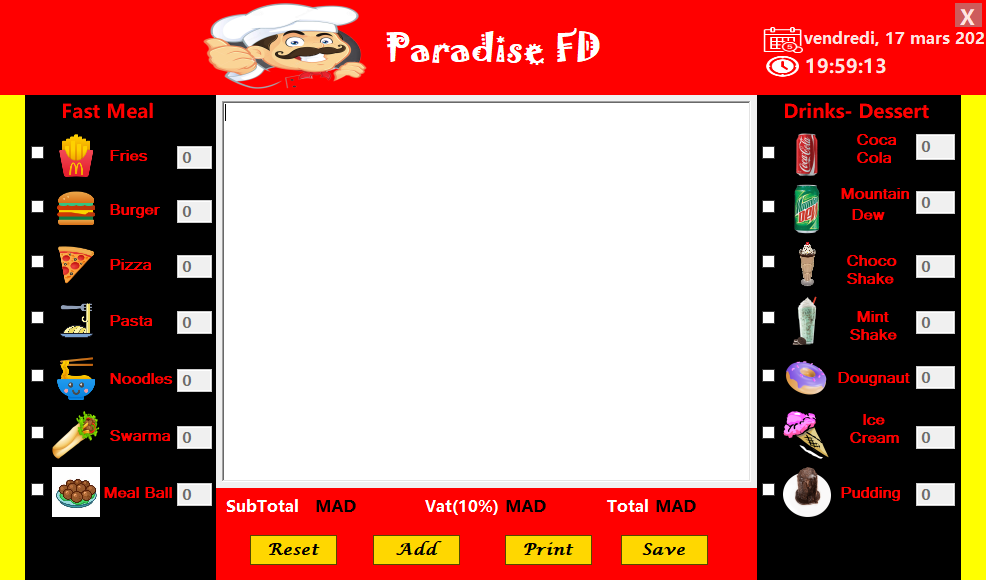 X
Paradise FD
vendredi, 17 mars 202
19:59:13
Fast Meal
Fries 0
Burger 0
Pizza 0
Pasta 0
Noodles 0
Swarma 0
Meal Ball 0
SubTotal MAD Vat(10%) MAD Total MAD
Reset Add Print Save
Drinks- Dessert
Coca
Cola 0
Mountain
Dew 0
Choco
Shake 0
Mint
Shake 0
Dougnaut 0
Ice
Cream 0
Pudding 0